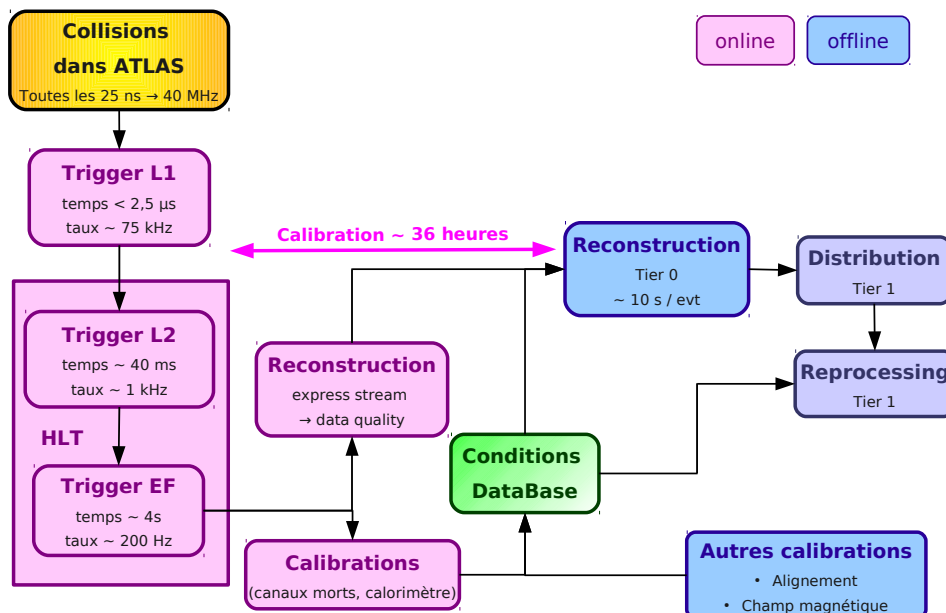 Collisions
dans ATLAS
Toutes les 25 ns → 40 MHz
online
offline
Trigger L1
temps < 2,5 µs
taux ~ 75 kHz
Calibration ~ 36 heures
Reconstruction
Tier 0
~ 10 s / evt
Distribution
Tier 1
Trigger L2
temps ~ 40 ms
taux ~ 1 kHz
HLT
Trigger EF
temps ~ 4s
taux ~ 200 Hz
Reconstruction
express stream
→ data quality
Reprocessing
Tier 1
Conditions
DataBase
Calibrations
(canaux morts, calorimètre)
Autres calibrations
• Alignement
• Champ magnétique